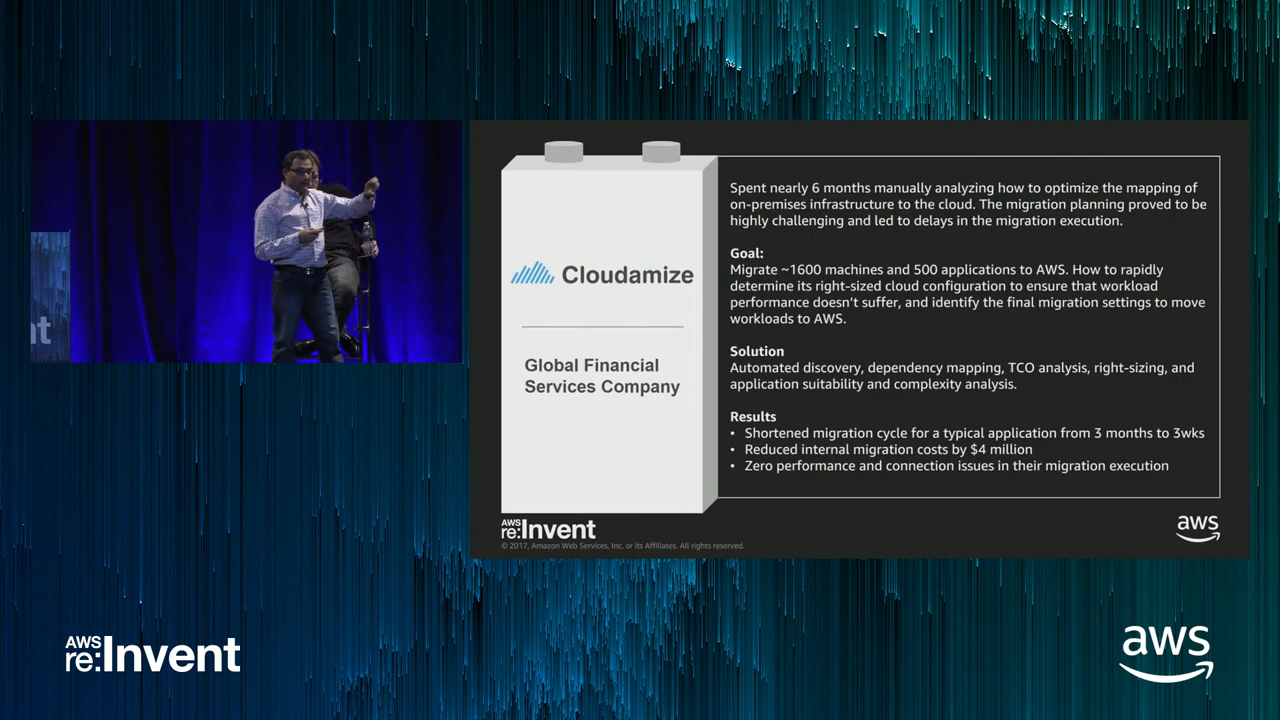 nt
Cloudamize
Global Financial
Services Company
Spent nearly 6 months manually analyzing how to optimize the mapping of
on-premises infrastructure to the cloud. The migration planning proved to be
highly challenging and led to delays in the migration execution.
Goal:
Migrate ~1600 machines and 500 applications to AWS. How to rapidly
determine its right-sized cloud configuration to ensure that workload
performance doesn't suffer, and identify the final migration settings to move
workloads to AWS.
Solution
Automated discovery, dependency mapping, TCO analysis, right-sizing, and
application suitability and complexity analysis.
Results
• Shortened migration cycle for a typical application from 3 months to 3wks
• Reduced internal migration costs by $4 million
• Zero performance and connection issues in their migration execution
AWS
re:Invent
© 2017, Amazon Web Services, Inc. or its Affiliates. All rights reserved.
aws
AWS
re:Invent
aws